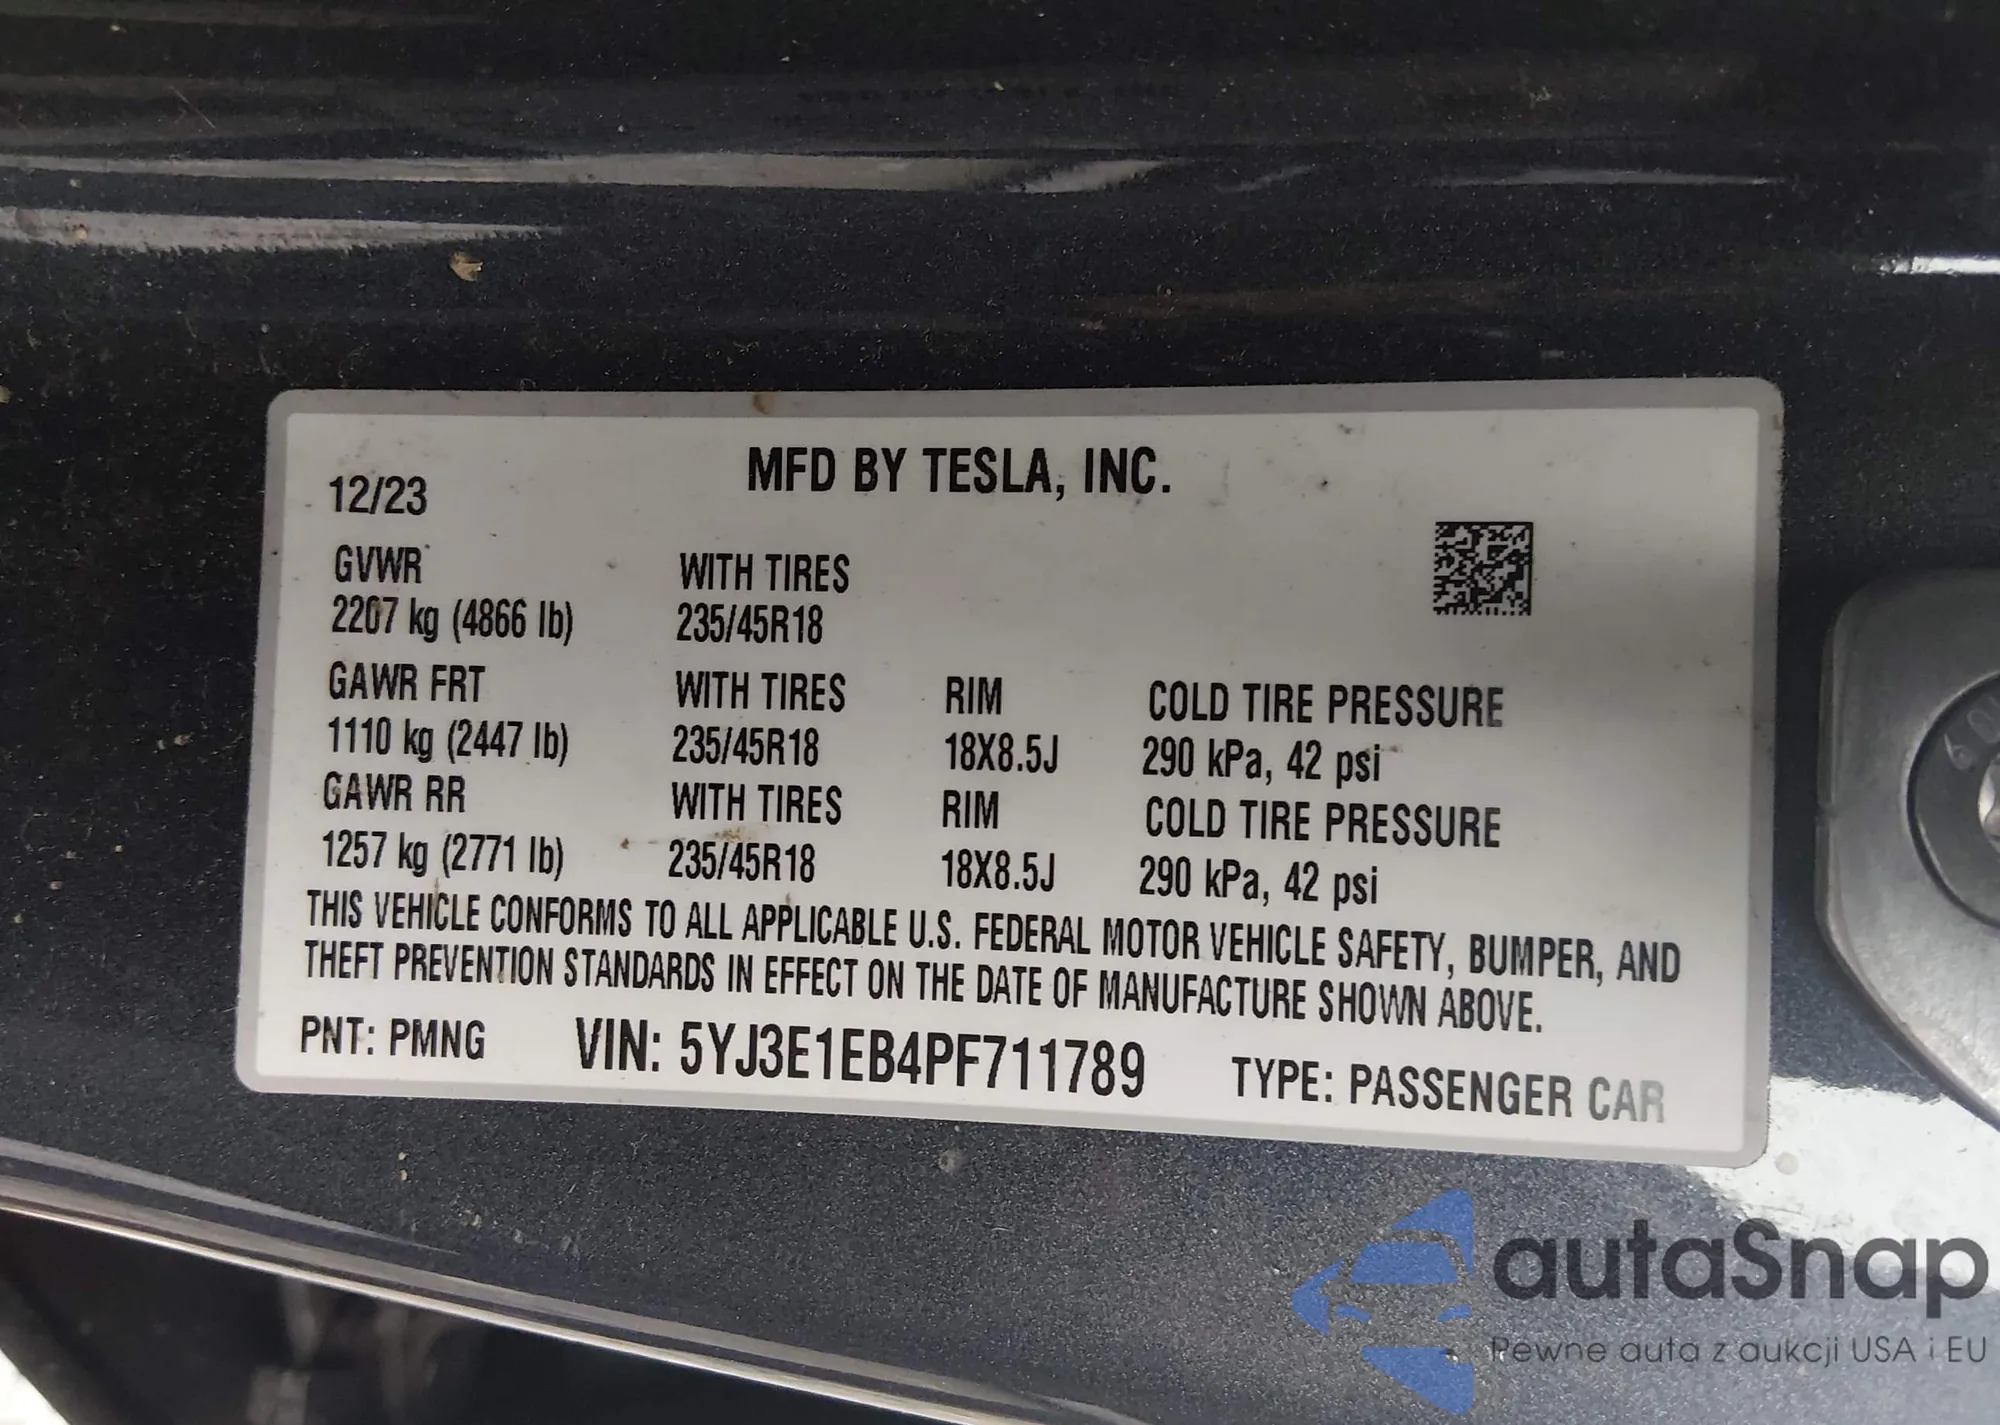 MFD BY TESLA, INC.
12/23
GVWR WITH TIRES
2207 kg (4866 lb) 235/45R18
GAWR FRT WITH TIRES RIM COLD TIRE PRESSURE
1110 kg (2447 lb) 235/45R18 18X8.5J 290 kPa, 42 psi
GAWR RR WITH TIRES RIM COLD TIRE PRESSURE
1257 kg (2771 lb) 235/45R18 18X8.5J 290 kPa, 42 psi
THIS VEHICLE CONFORMS TO ALL APPLICABLE U.S. FEDERAL MOTOR VEHICLE SAFETY, BUMPER, AND
THEFT PREVENTION STANDARDS IN EFFECT ON THE DATE OF MANUFACTURE SHOWN ABOVE.
PNT: PMNG VIN: 5YJ3E1EB4PF711789 TYPE: PASSENGER CAR
autaSnap
Pewne auta z aukcji USA i EU